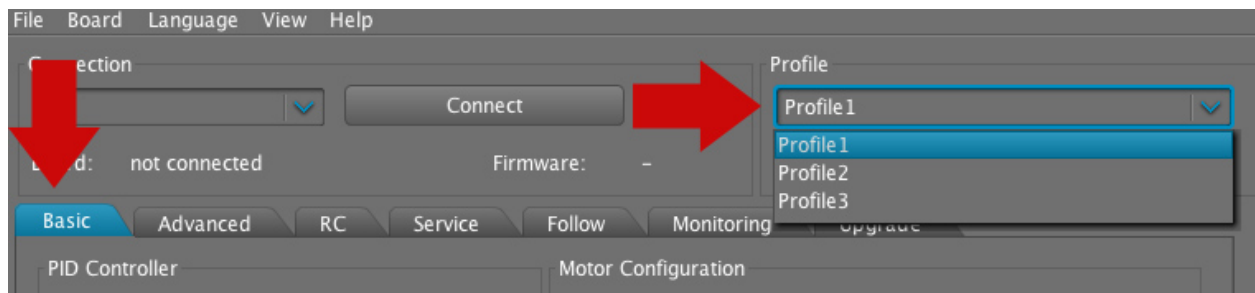 File Board Language View Help
Profile
Connect
Profile1
not connected
Firmware: –
Profile1
Profile2
Profile3
Basic Advanced RC Service Follow Monitoring Upgrade
PID Controller
Motor Configuration